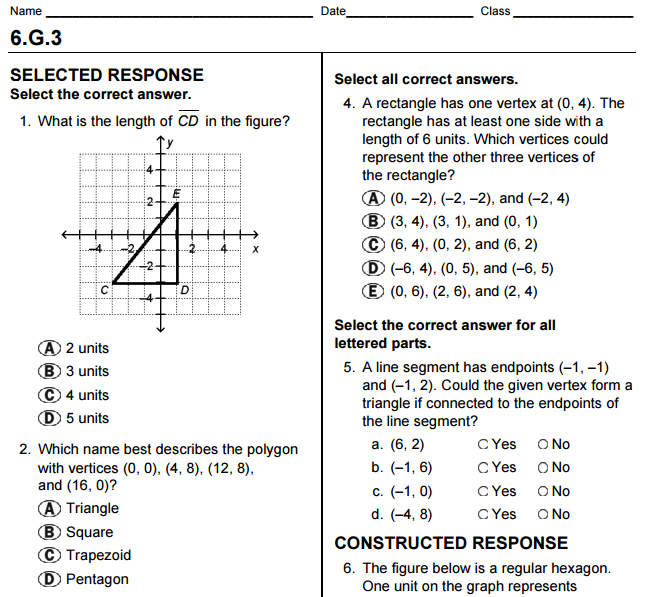 Name Date Class
6.G.3
SELECTED RESPONSE
Select the correct answer.
1. What is the length of CD in the figure?
y
4
E
2
-4 -2 2 4 x
-2
C D
-4
A 2 units
B 3 units
C 4 units
D 5 units
2. Which name best describes the polygon
with vertices (0, 0), (4, 8), (12, 8),
and (16, 0)?
A Triangle
B Square
C Trapezoid
D Pentagon
Select all correct answers.
4. A rectangle has one vertex at (0, 4). The
rectangle has at least one side with a
length of 6 units. Which vertices could
represent the other three vertices of
the rectangle?
A (0, –2), (–2, –2), and (–2, 4)
B (3, 4), (3, 1), and (0, 1)
C (6, 4), (0, 2), and (6, 2)
D (–6, 4), (0, 5), and (–6, 5)
E (0, 6), (2, 6), and (2, 4)
Select the correct answer for all
lettered parts.
5. A line segment has endpoints (–1, –1)
and (–1, 2). Could the given vertex form a
triangle if connected to the endpoints of
the line segment?
a. (6, 2) Yes No
b. (–1, 6) Yes No
c. (–1, 0) Yes No
d. (–4, 8) Yes No
CONSTRUCTED RESPONSE
6. The figure below is a regular hexagon.
One unit on the graph represents